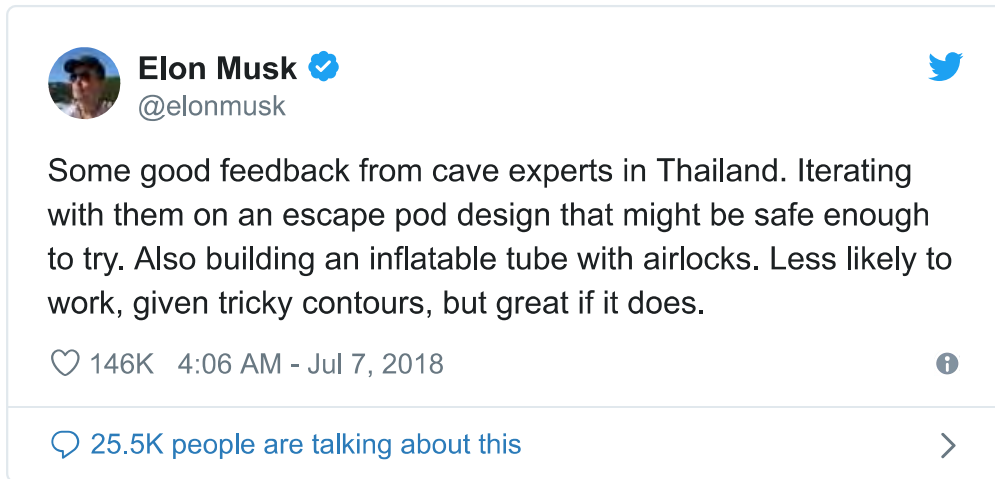 Elon Musk
@elonmusk
Some good feedback from cave experts in Thailand. Iterating
with them on an escape pod design that might be safe enough
to try. Also building an inflatable tube with airlocks. Less likely to
work, given tricky contours, but great if it does.
146K 4:06 AM - Jul 7, 2018
25.5K people are talking about this